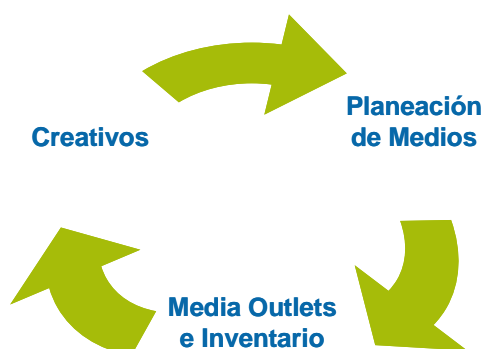 Creativos
Planeación
de Medios
Media Outlets
e Inventario